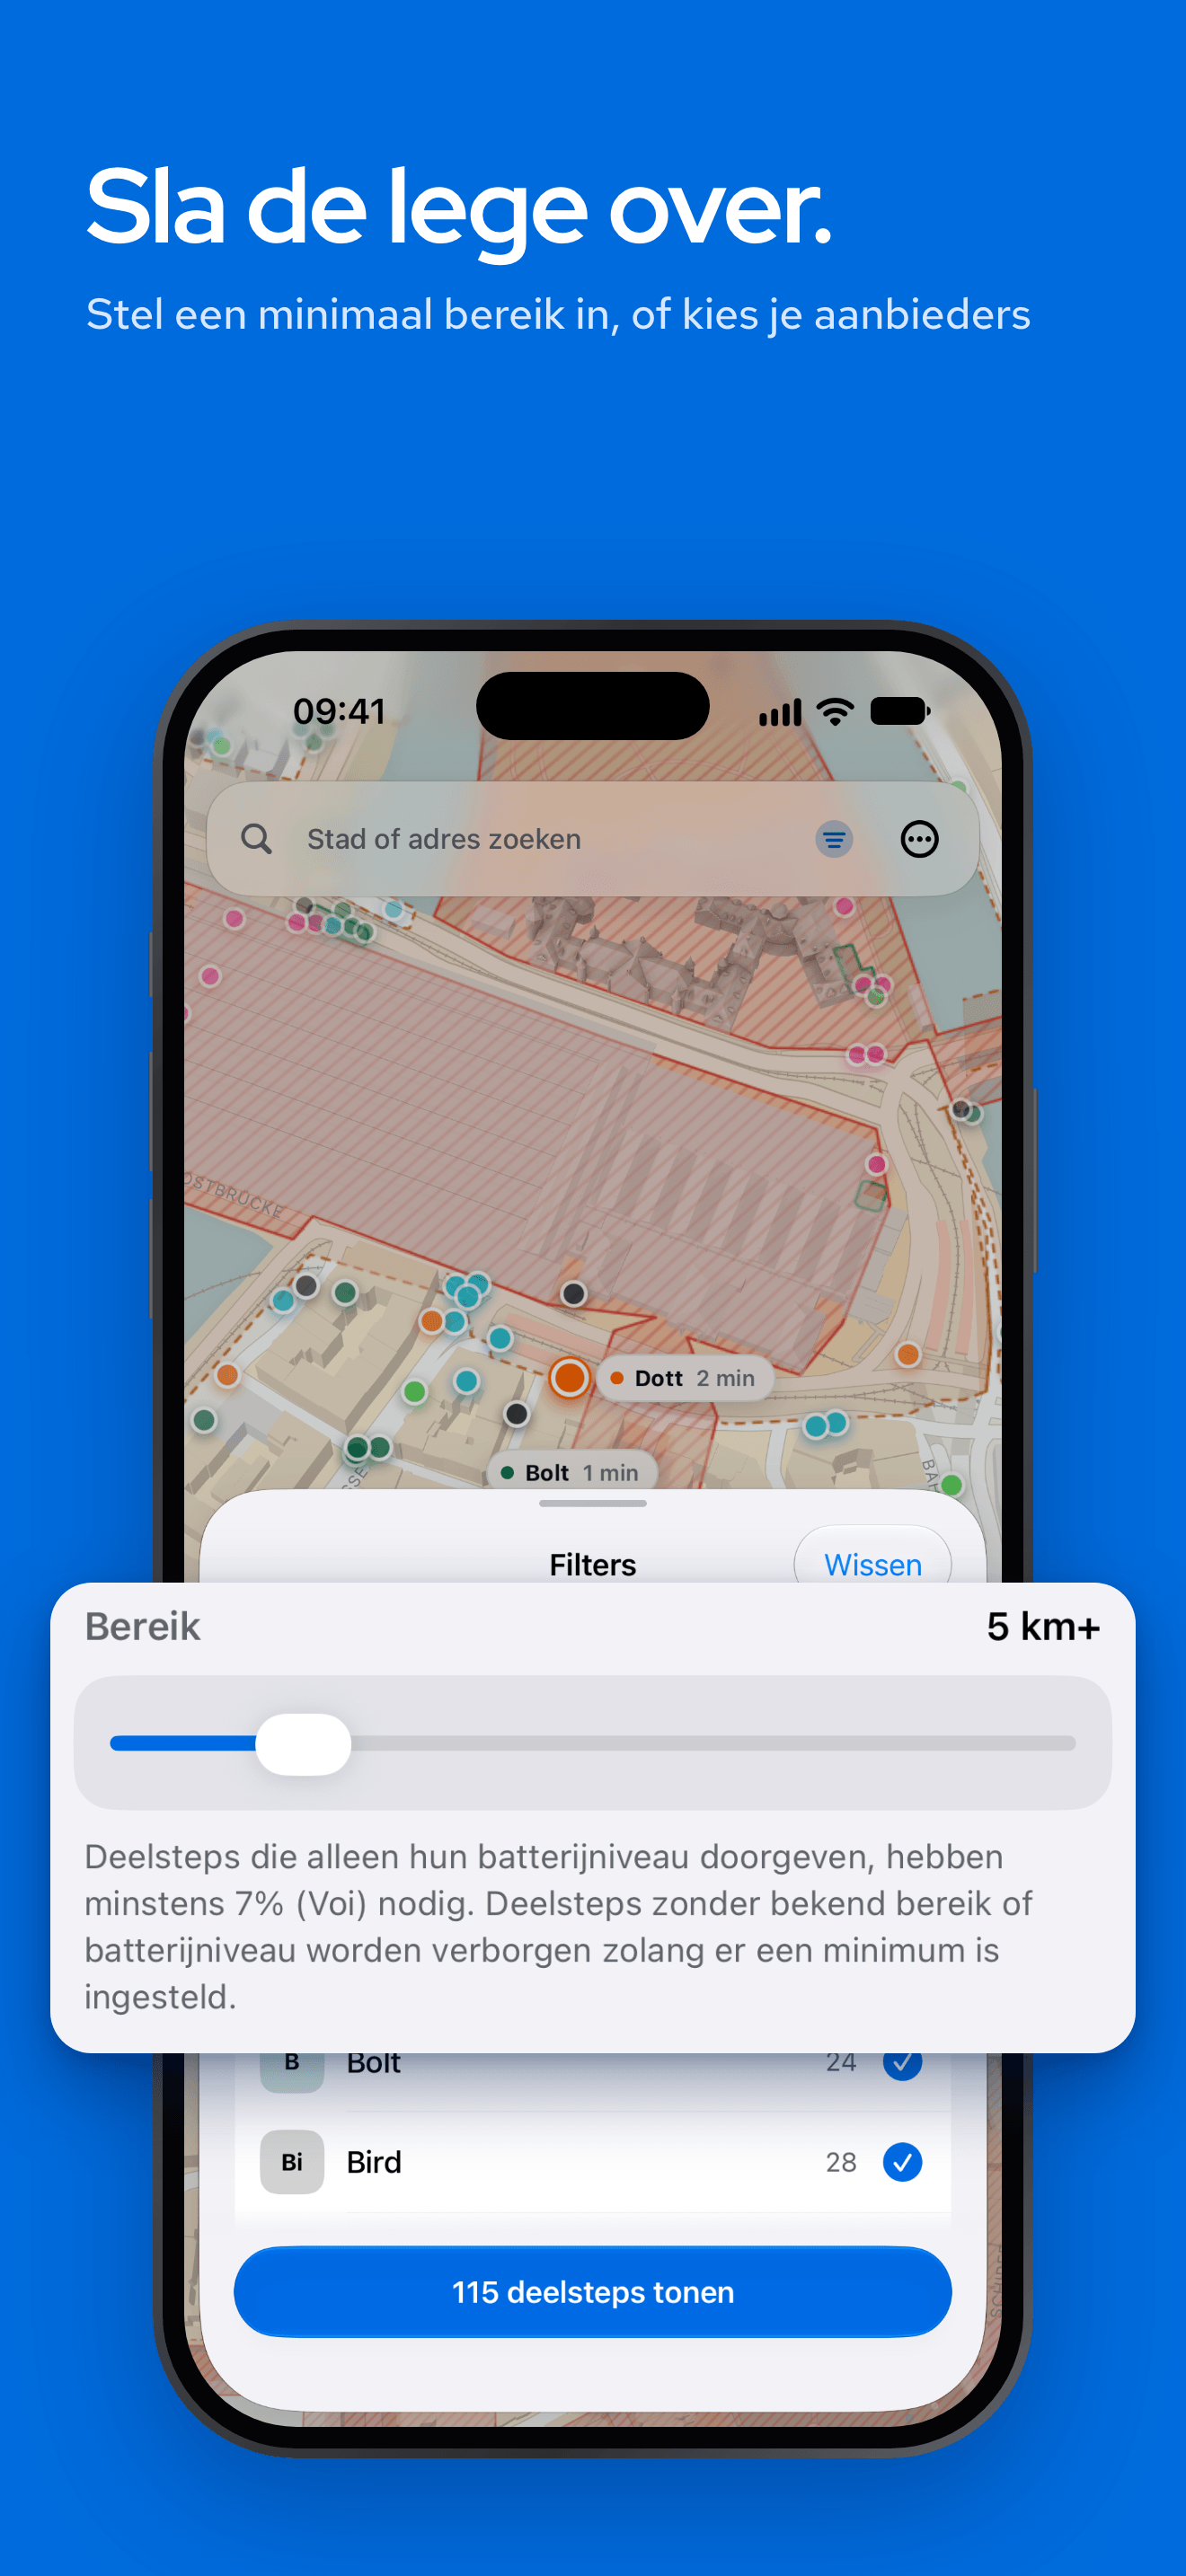 Sla de lege over.
Stel een minimaal bereik in, of kies je aanbieders
09:41
Stad of adres zoeken
OSTBRÜCKE
Dott 2 min
Bolt 1 min
Filters
Wissen
Bereik
5 km+
Deelsteps die alleen hun batterijniveau doorgeven, hebben
minstens 7% (Voi) nodig. Deelsteps zonder bekend bereik of
batterijniveau worden verborgen zolang er een minimum is
ingesteld.
B Bolt 24
Bi Bird 28
115 deelsteps tonen